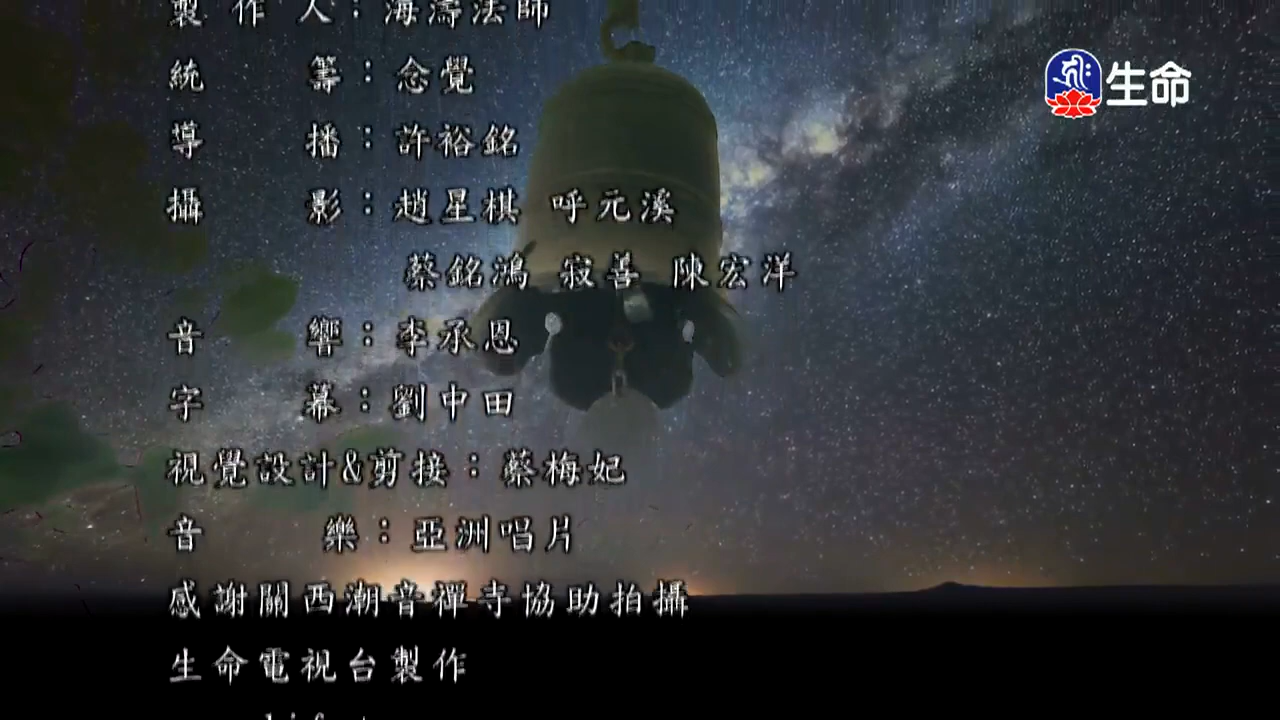 製作人：海濤法師
生命
統籌：念覺
導播：許裕銘
攝影：趙星棋 呼元溪
蔡銘鴻 寂善 陳宏洋
音響：李承恩
字幕：劉中田
視覺設計&剪接：蔡梅妃
音樂：亞洲唱片
感謝關西潮音禪寺協助拍攝
生命電視台製作